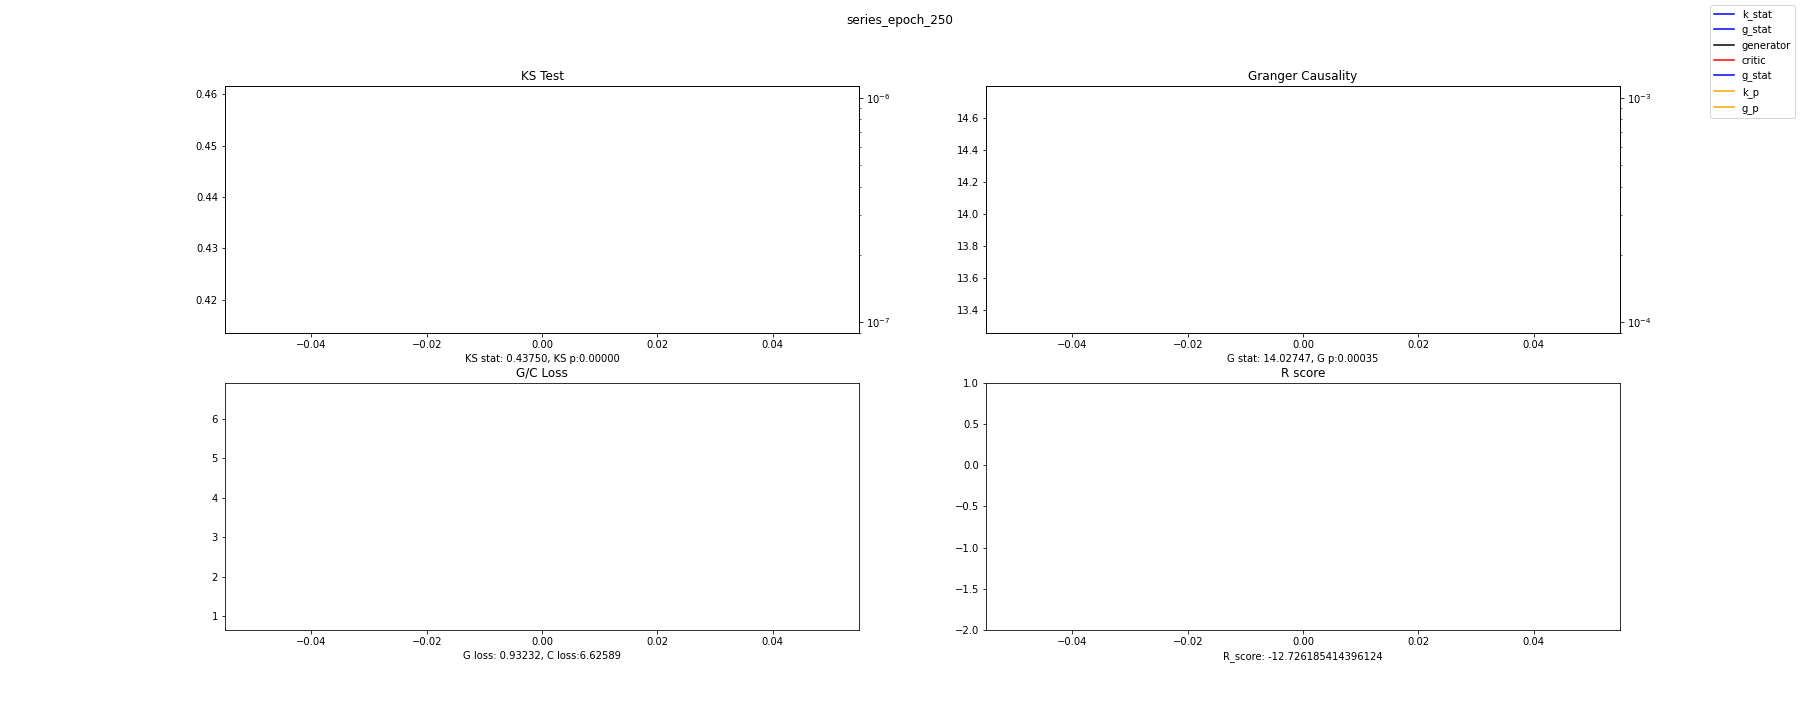 series_epoch_250
k_stat
g_stat
generator
critic
g_stat
k_p
g_p
KS Test
0.46
0.45
0.44
0.43
0.42
10⁻⁶
10⁻⁷
−0.04 −0.02 0.00 0.02 0.04
KS stat: 0.43750, KS p:0.00000
Granger Causality
14.6
14.4
14.2
14.0
13.8
13.6
13.4
10⁻³
10⁻⁴
−0.04 −0.02 0.00 0.02 0.04
G stat: 14.02747, G p:0.00035
G/C Loss
6
5
4
3
2
1
−0.04 −0.02 0.00 0.02 0.04
G loss: 0.93232, C loss:6.62589
R score
1.0
0.5
0.0
−0.5
−1.0
−1.5
−2.0
−0.04 −0.02 0.00 0.02 0.04
R_score: -12.726185414396124